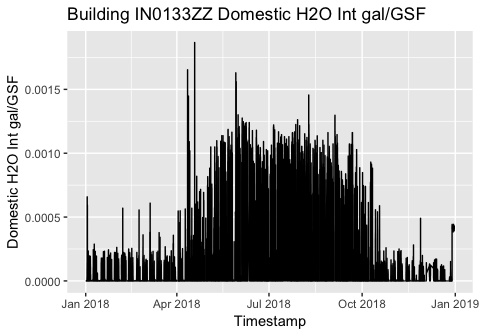 Building IN0133ZZ Domestic H2O Int gal/GSF
Domestic H2O Int gal/GSF
0.0015
0.0010
0.0005
0.0000
Jan 2018 Apr 2018 Jul 2018 Oct 2018 Jan 2019
Timestamp